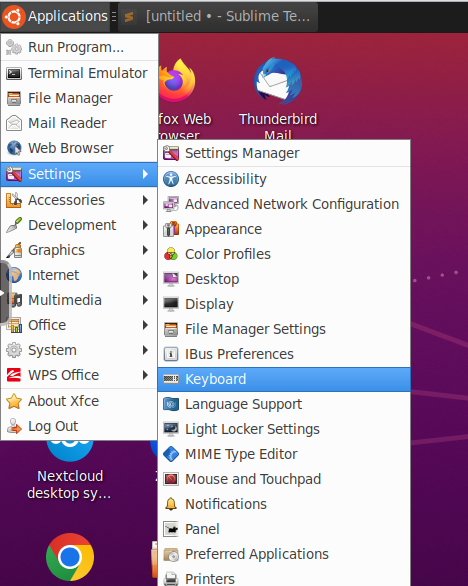 Applications
[untitled • - Sublime Te...
Run Program...
Terminal Emulator
File Manager
Mail Reader
Web Browser
Settings
Accessories
Development
Graphics
Internet
Multimedia
Office
System
WPS Office
About Xfce
Log Out
fox Web
owser
Thunderbird
Mail
Settings Manager
Accessibility
Advanced Network Configuration
Appearance
Color Profiles
Desktop
Display
File Manager Settings
IBus Preferences
Keyboard
Language Support
Light Locker Settings
MIME Type Editor
Mouse and Touchpad
Notifications
Panel
Preferred Applications
Printers
Nextcloud
desktop sy...